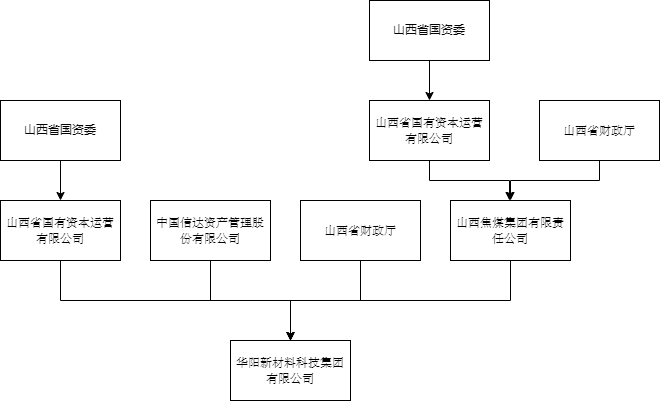 山西省国资委
山西省国有资本运营
有限公司
山西省财政厅
山西省国资委
山西省国有资本运营
有限公司
中国信达资产管理股
份有限公司
山西省财政厅
山西焦煤集团有限责
任公司
华阳新材料科技集团
有限公司